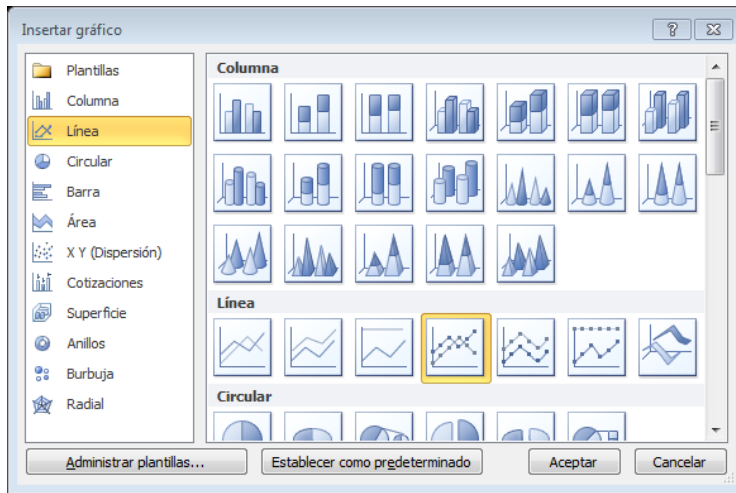 Insertar gráfico
Plantillas
Columna
Línea
Circular
Barra
Área
X Y (Dispersión)
Cotizaciones
Superficie
Anillos
Burbuja
Radial
Columna
Línea
Circular
Administrar plantillas...
Establecer como predeterminado
Aceptar
Cancelar